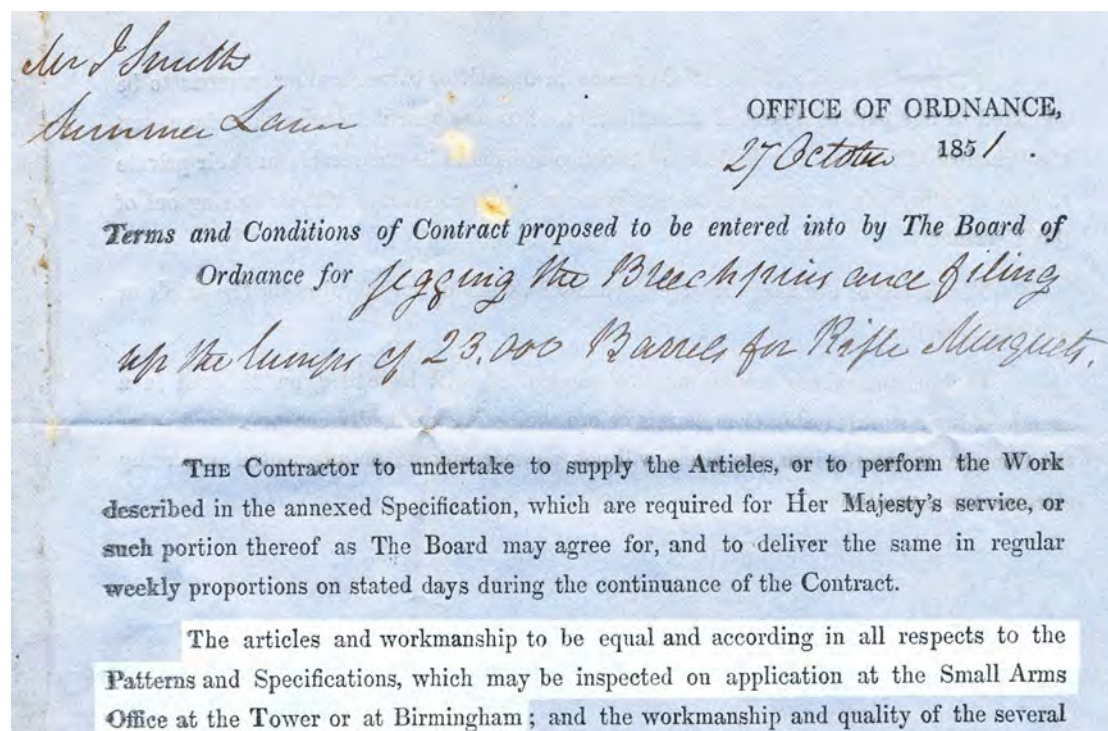 Mr J Smith
Summer Lane
OFFICE OF ORDNANCE,
27 October 1851.
Terms and Conditions of Contract proposed to be entered into by The Board of
Ordnance for jigging the Breechpins and filing
up the lumps of 23.000 Barrels for Rifle Musquets.
THE Contractor to undertake to supply the Articles, or to perform the Work
described in the annexed Specification, which are required for Her Majesty's service, or
such portion thereof as The Board may agree for, and to deliver the same in regular
weekly proportions on stated days during the continuance of the Contract.
The articles and workmanship to be equal and according in all respects to the
Patterns and Specifications, which may be inspected on application at the Small Arms
Office at the Tower or at Birmingham; and the workmanship and quality of the several